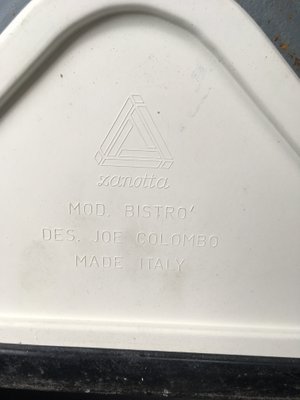 zanotta
MOD. BISTRO'
DES. JOE COLOMBO
MADE ITALY